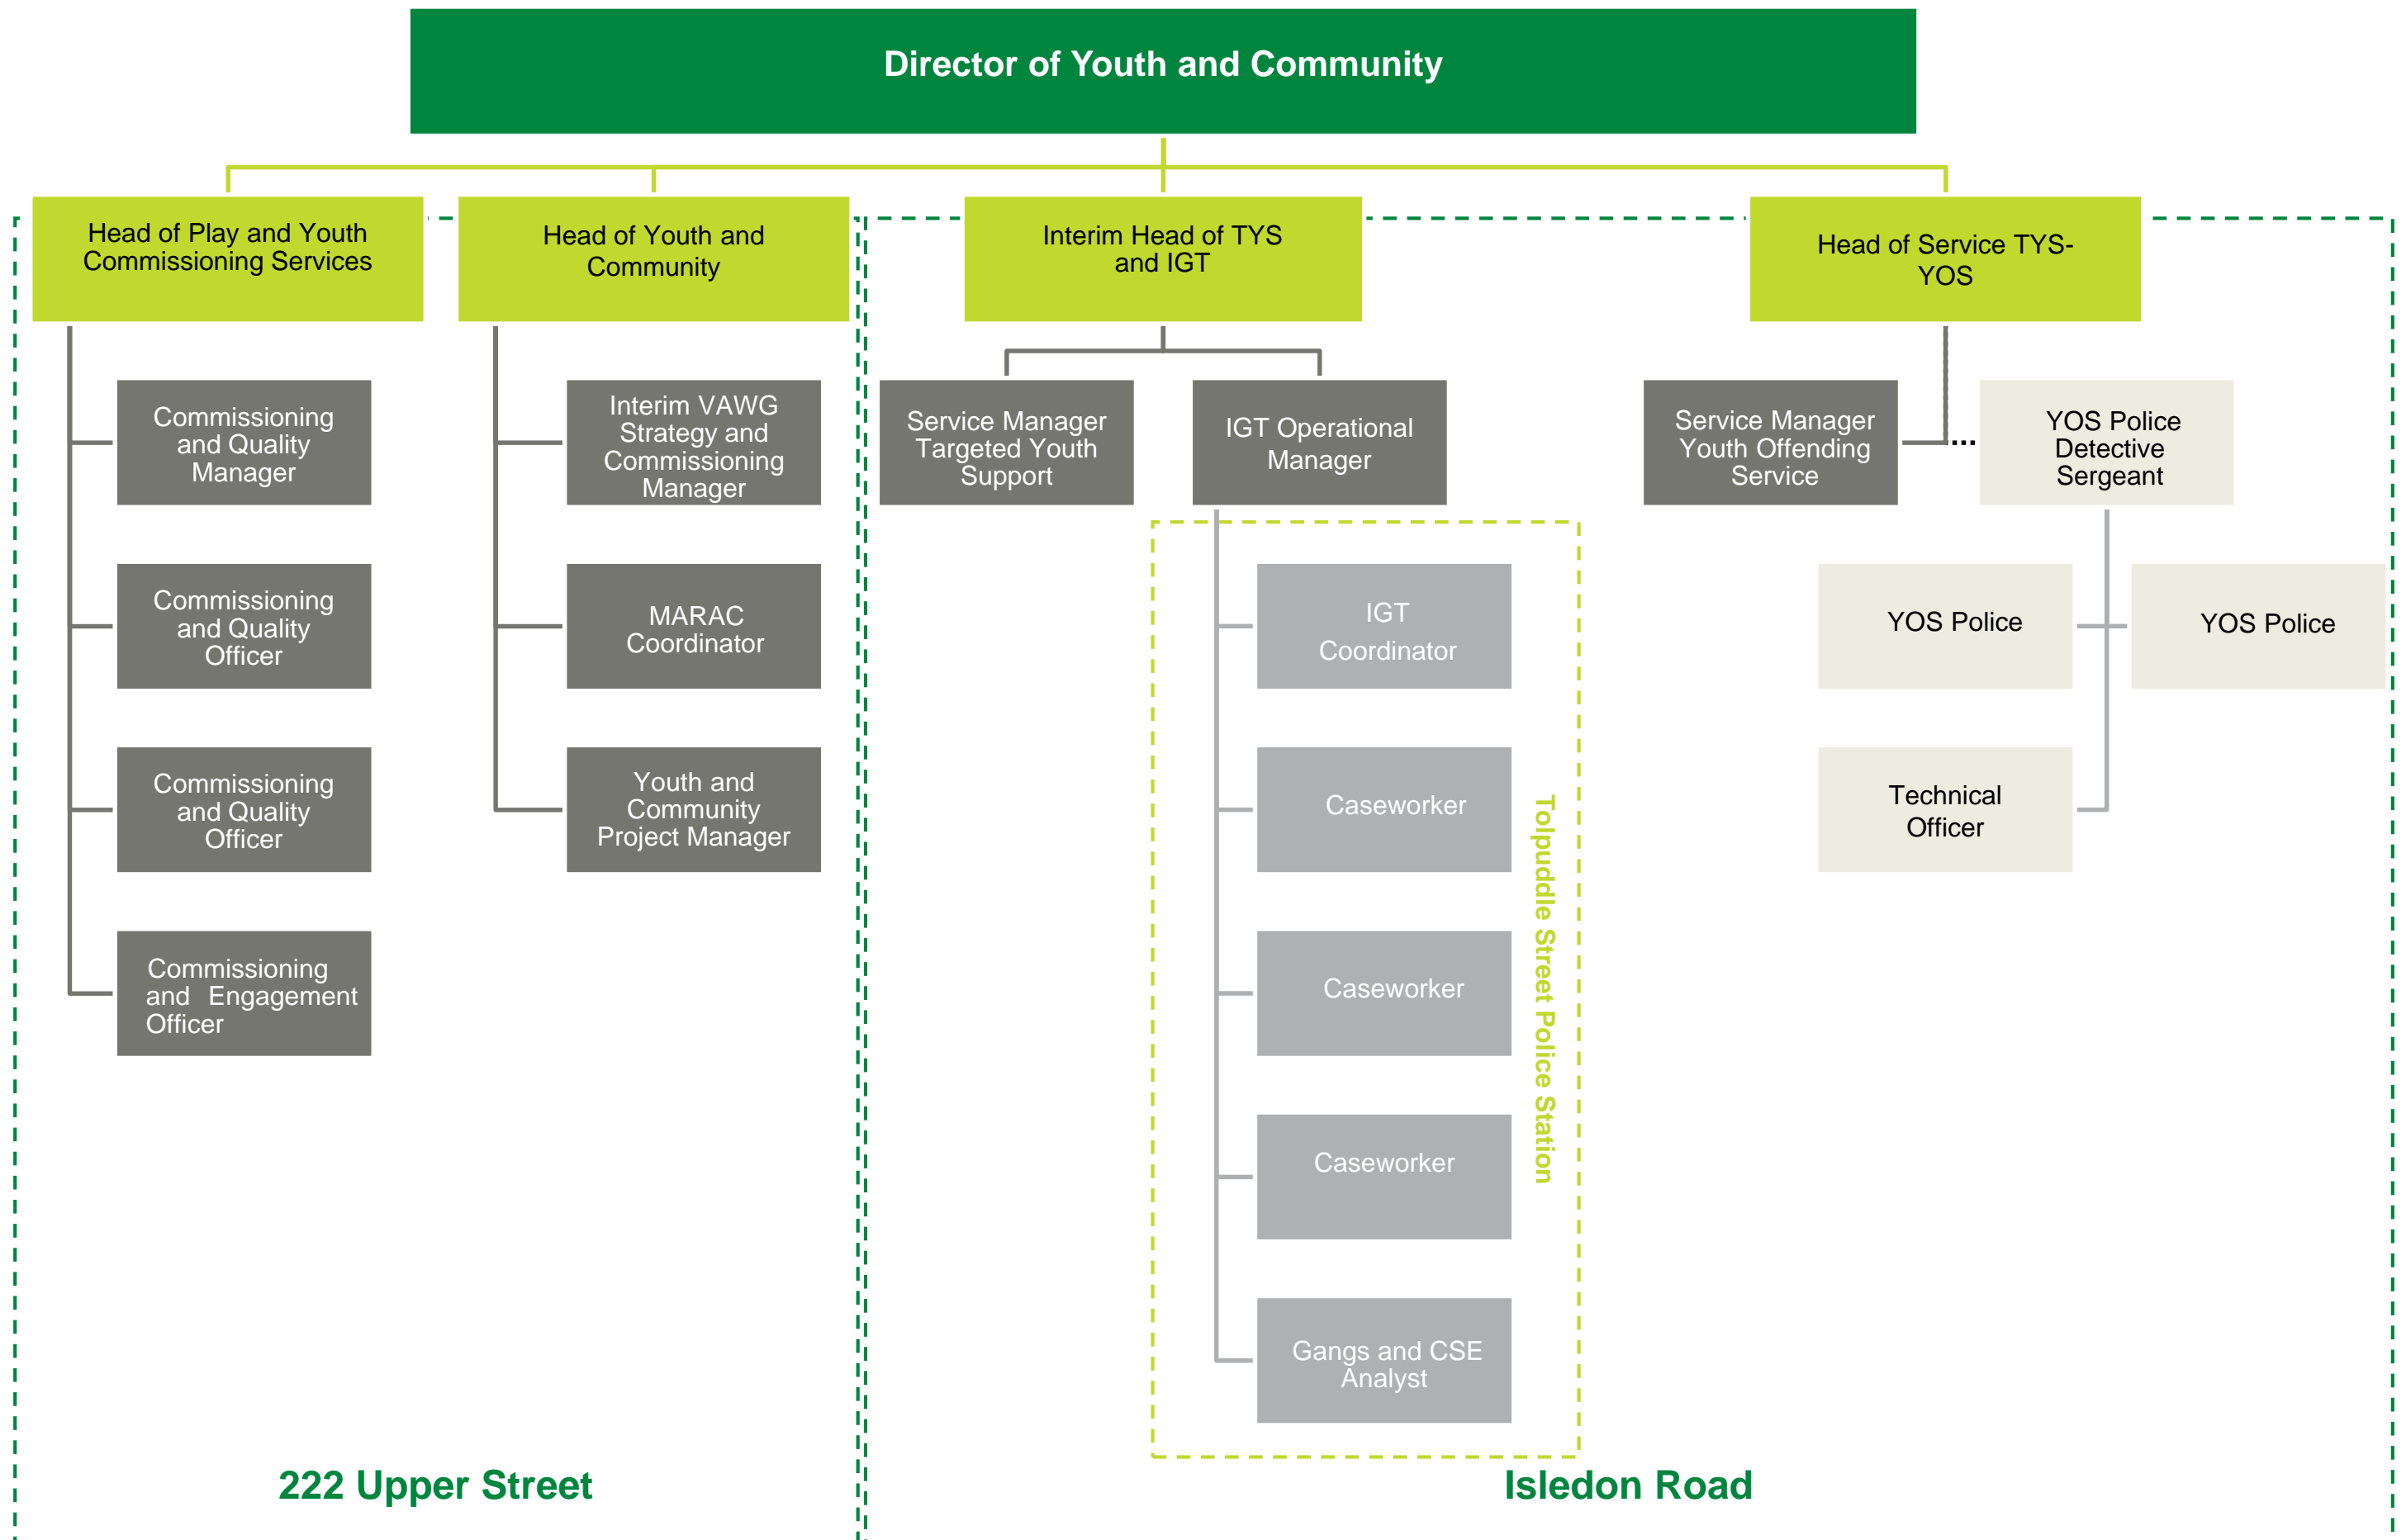 Director of Youth and Community
Head of Play and Youth
Commissioning Services
Head of Youth and
Community
Interim Head of TYS
and IGT
Head of Service TYS-
YOS
Commissioning
and Quality
Manager
Interim VAWG
Strategy and
Commissioning
Manager
Service Manager
Targeted Youth
Support
IGT Operational
Manager
Service Manager
Youth Offending
Service
YOS Police
Detective
Sergeant
Commissioning
and Quality
Officer
MARAC
Coordinator
IGT
Coordinator
YOS Police
YOS Police
Commissioning
and Quality
Officer
Youth and
Community
Project Manager
Caseworker
Technical
Officer
Commissioning
and Engagement
Officer
Caseworker
Caseworker
Gangs and CSE
Analyst
Tolpuddle Street Police Station
222 Upper Street
Isledon Road